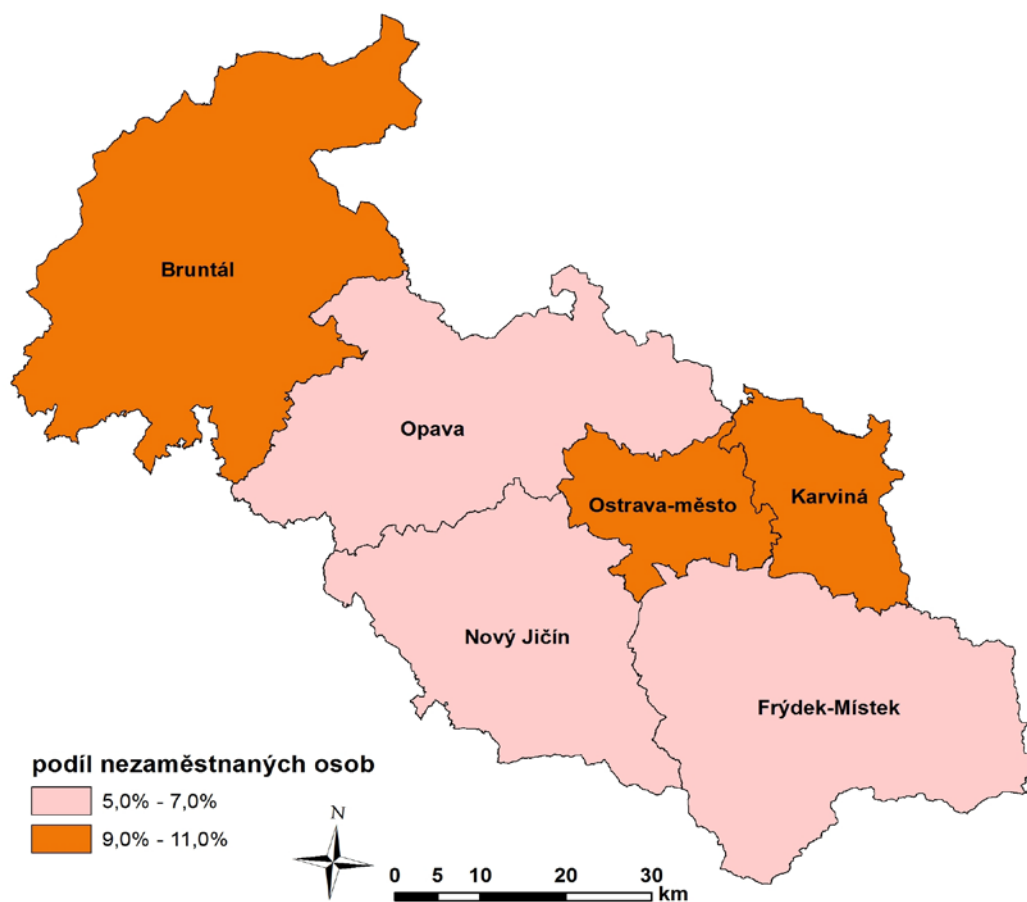 Bruntál
Opava
Ostrava-město
Karviná
Nový Jičín
Frýdek-Místek
podíl nezaměstnaných osob
5,0% - 7,0%
9,0% - 11,0%
N
0 5 10 20 30
km